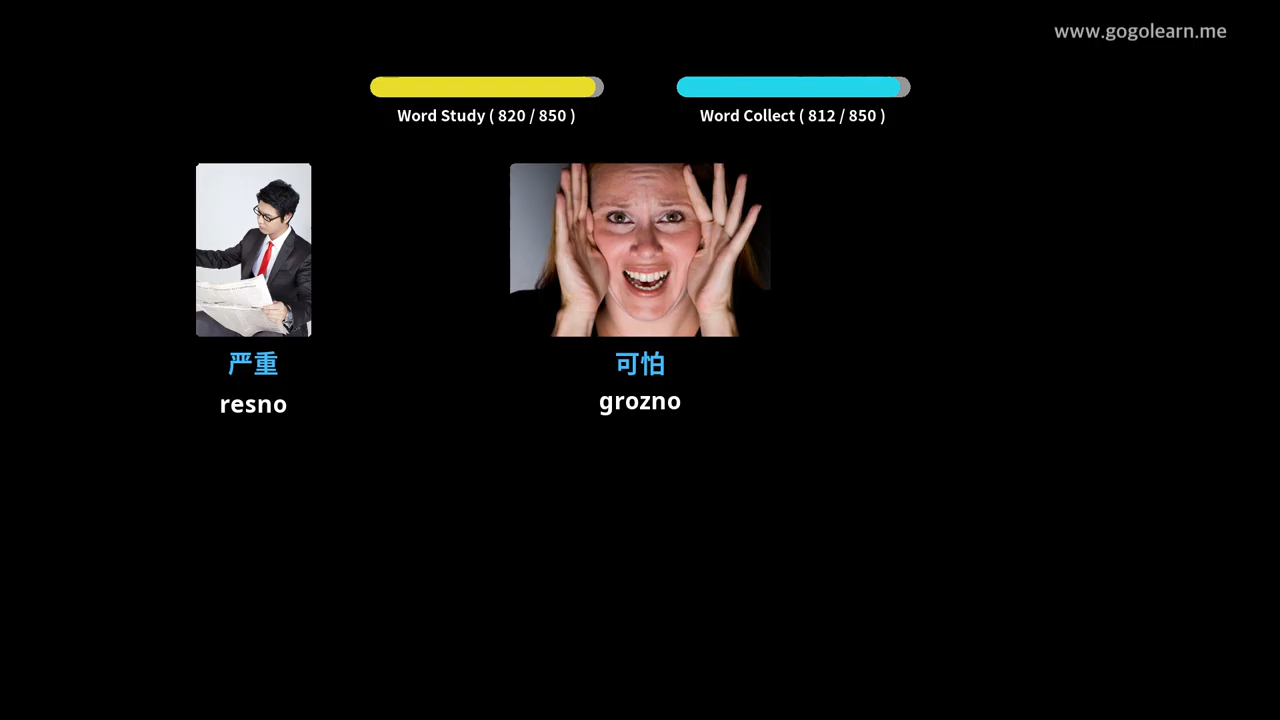 www.gogolearn.me
Word Study ( 820 / 850 )
Word Collect ( 812 / 850 )
严重
resno
可怕
grozno